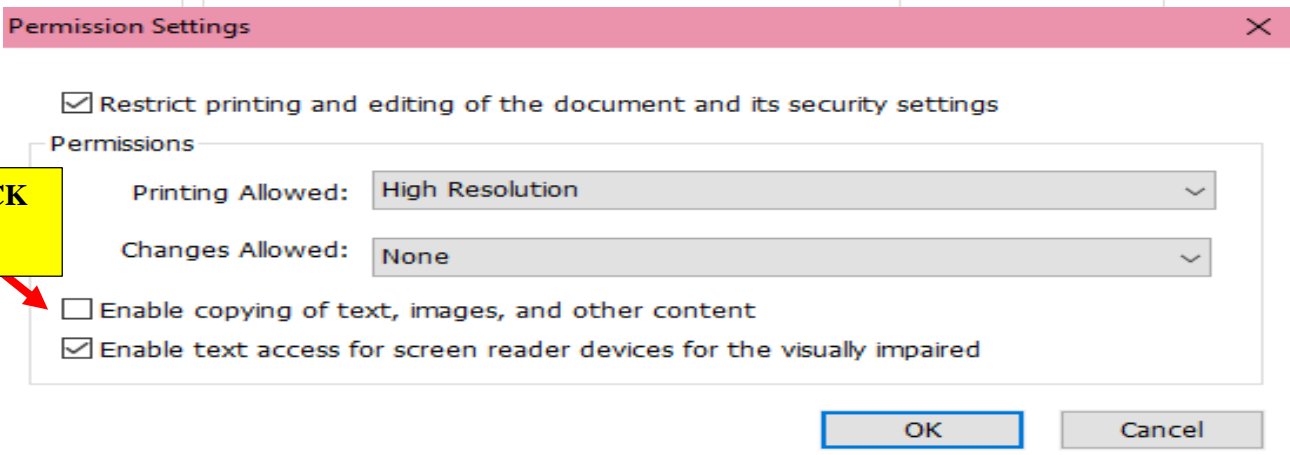 Permission Settings
Restrict printing and editing of the document and its security settings
Permissions
Printing Allowed: High Resolution
Changes Allowed: None
Enable copying of text, images, and other content
Enable text access for screen reader devices for the visually impaired
OK Cancel